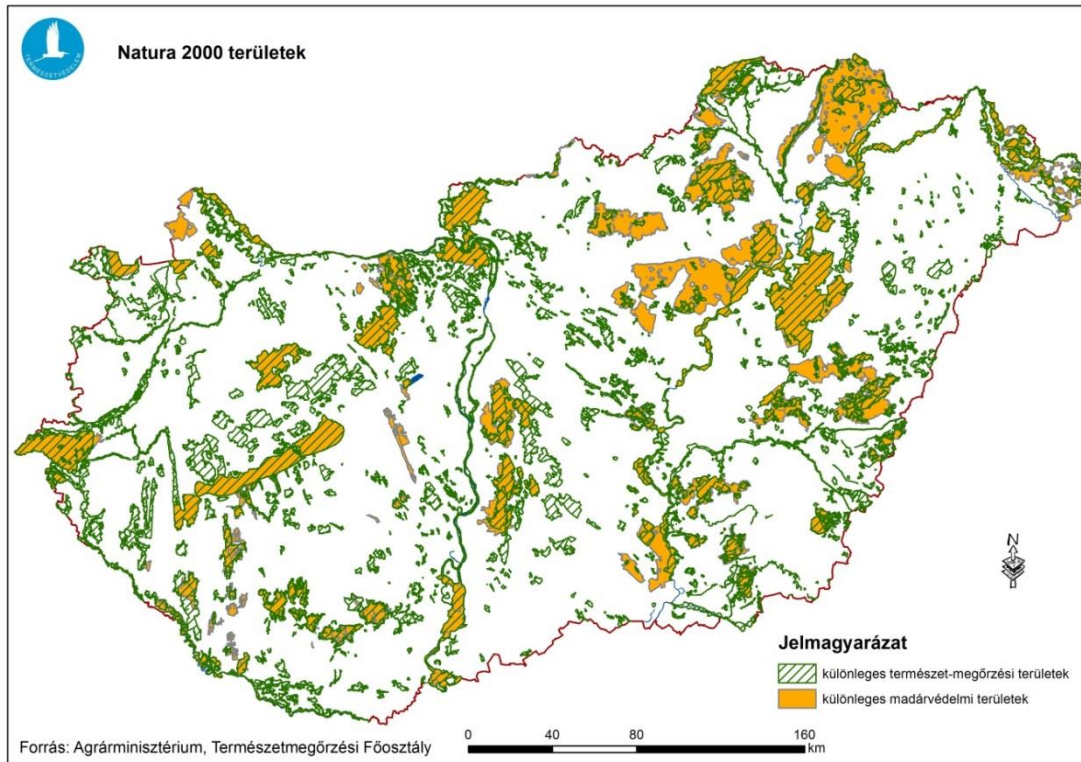 TERMÉSZETVÉDELEM
Natura 2000 területek
N
Jelmagyarázat
különleges természet-megőrzési területek
különleges madárvédelmi területek
Forrás: Agrárminisztérium, Természetmegőrzési Főosztály
0 40 80 160
km